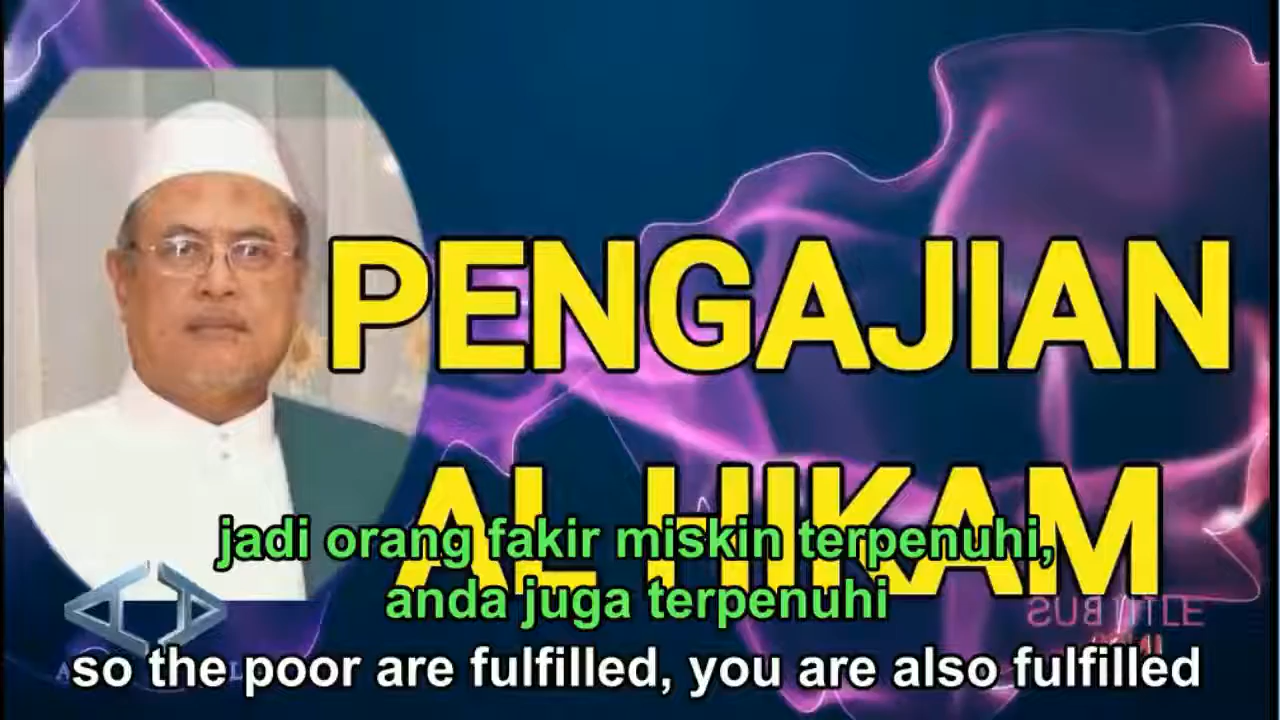 PENGAJIAN
AL HIKAM
jadi orang fakir miskin terpenuhi,
anda juga terpenuhi
SUBTITLE
so the poor are fulfilled, you are also fulfilled